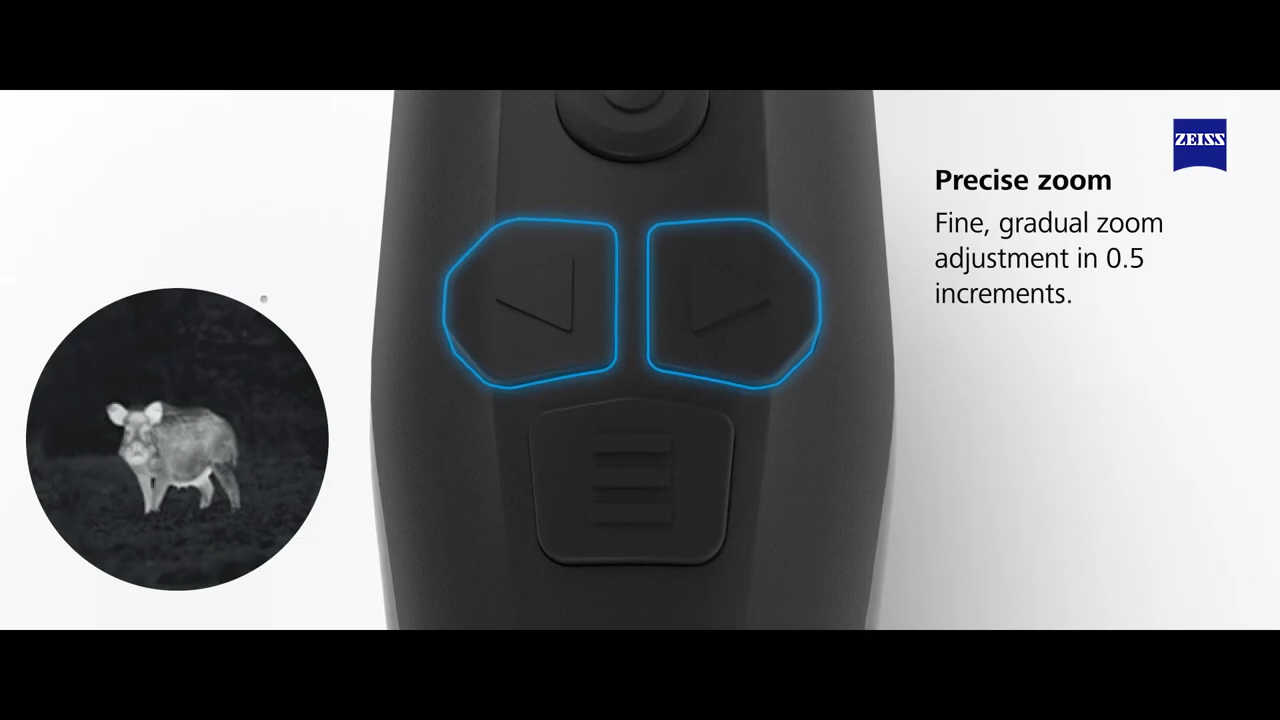 ZEISS
Precise zoom
Fine, gradual zoom
adjustment in 0.5
increments.